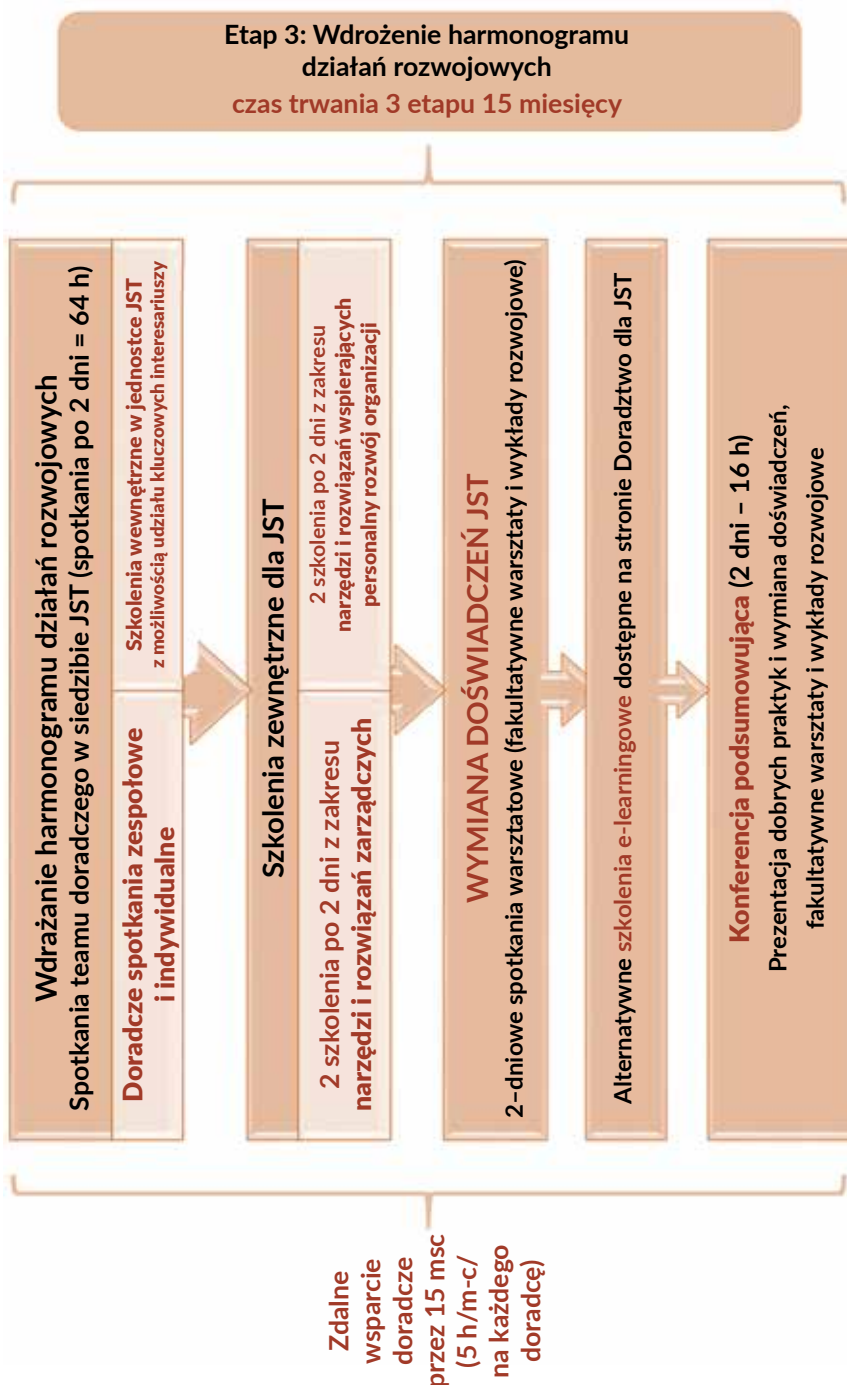 Etap 3: Wdrożenie harmonogramu
działań rozwojowych
czas trwania 3 etapu 15 miesięcy
Wdrażanie harmonogramu działań rozwojowych
Spotkania teamu doradczego w siedzibie JST (spotkania po 2 dni = 64 h)
Doradcze spotkania zespołowe
i indywidualne
Szkolenia wewnętrzne w jednostce JST
z możliwością udziału kluczowych interesariuszy
Szkolenia zewnętrzne dla JST
2 szkolenia po 2 dni z zakresu
narzędzi i rozwiązań zarządczych
2 szkolenia po 2 dni z zakresu
narzędzi i rozwiązań wspierających
personalny rozwój organizacji
WYMIANA DOŚWIADCZEŃ JST
2–dniowe spotkania warsztatowe (fakultatywne warsztaty i wykłady rozwojowe)
Alternatywne szkolenia e-learningowe dostępne na stronie Doradztwo dla JST
Konferencja podsumowująca (2 dni – 16 h)
Prezentacja dobrych praktyk i wymiana doświadczeń,
fakultatywne warsztaty i wykłady rozwojowe
Zdalne
wsparcie
doradcze
przez 15 msc
(5 h/m-c/
na każdego
doradcę)